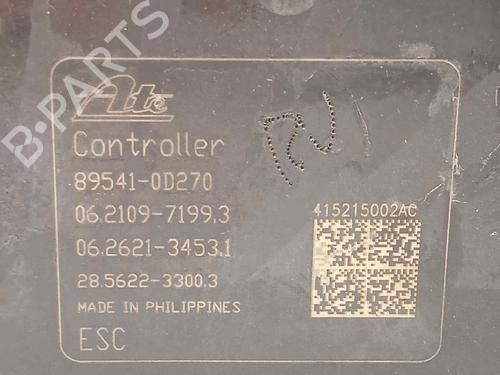 Ate
Controller
89541-0D270
06.2109-7199.3
06.2621-3453.1
28.5622-3300.3
MADE IN PHILIPPINES
ESC
415215002AC
B-PARTS